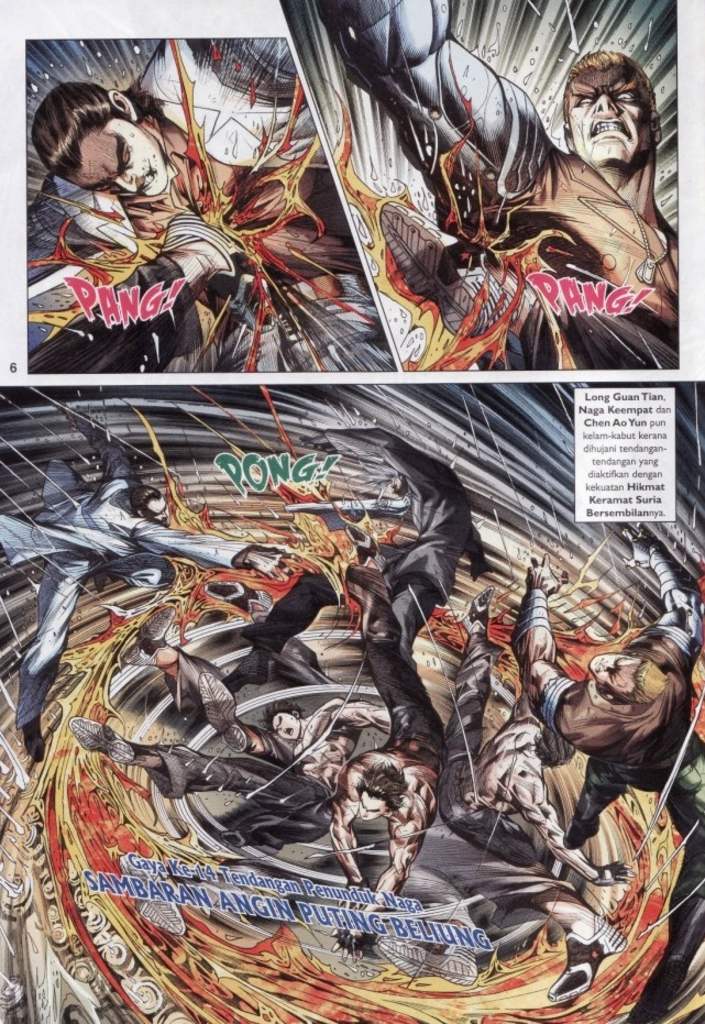 PANG!
PANG!
6
Long Guan Tian,
Naga Keempat dan
Chen Ao Yun pun
kelam-kabut kerana
dihujani tendangan-
tendangan yang
diaktifkan dengan
kekuatan Hikmat
Keramat Suria
Bersembilannya.
PONG!
Gaya Ke-14 Tendangan Penunduk Naga
SAMBARAN ANGIN PUTING BELIUNG